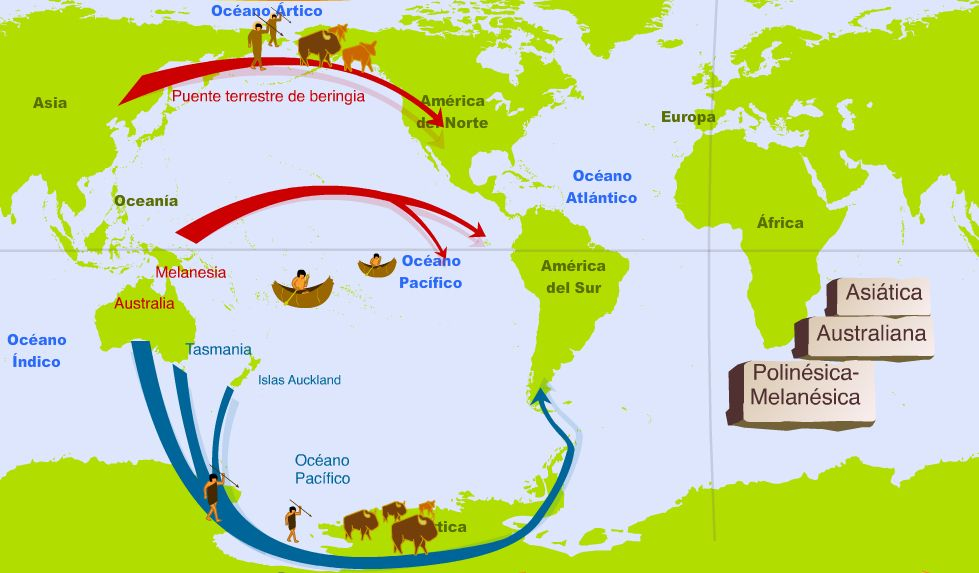 Océano Ártico
Asia
Puente terrestre de beringia
América
del Norte
Europa
Océano
Atlántico
Oceanía
África
Melanesia
Océano
Pacífico
América
del Sur
Australia
Asiática
Océano
Índico
Australiana
Tasmania
Islas Auckland
Polinésica-
Melanésica
Océano
Pacífico